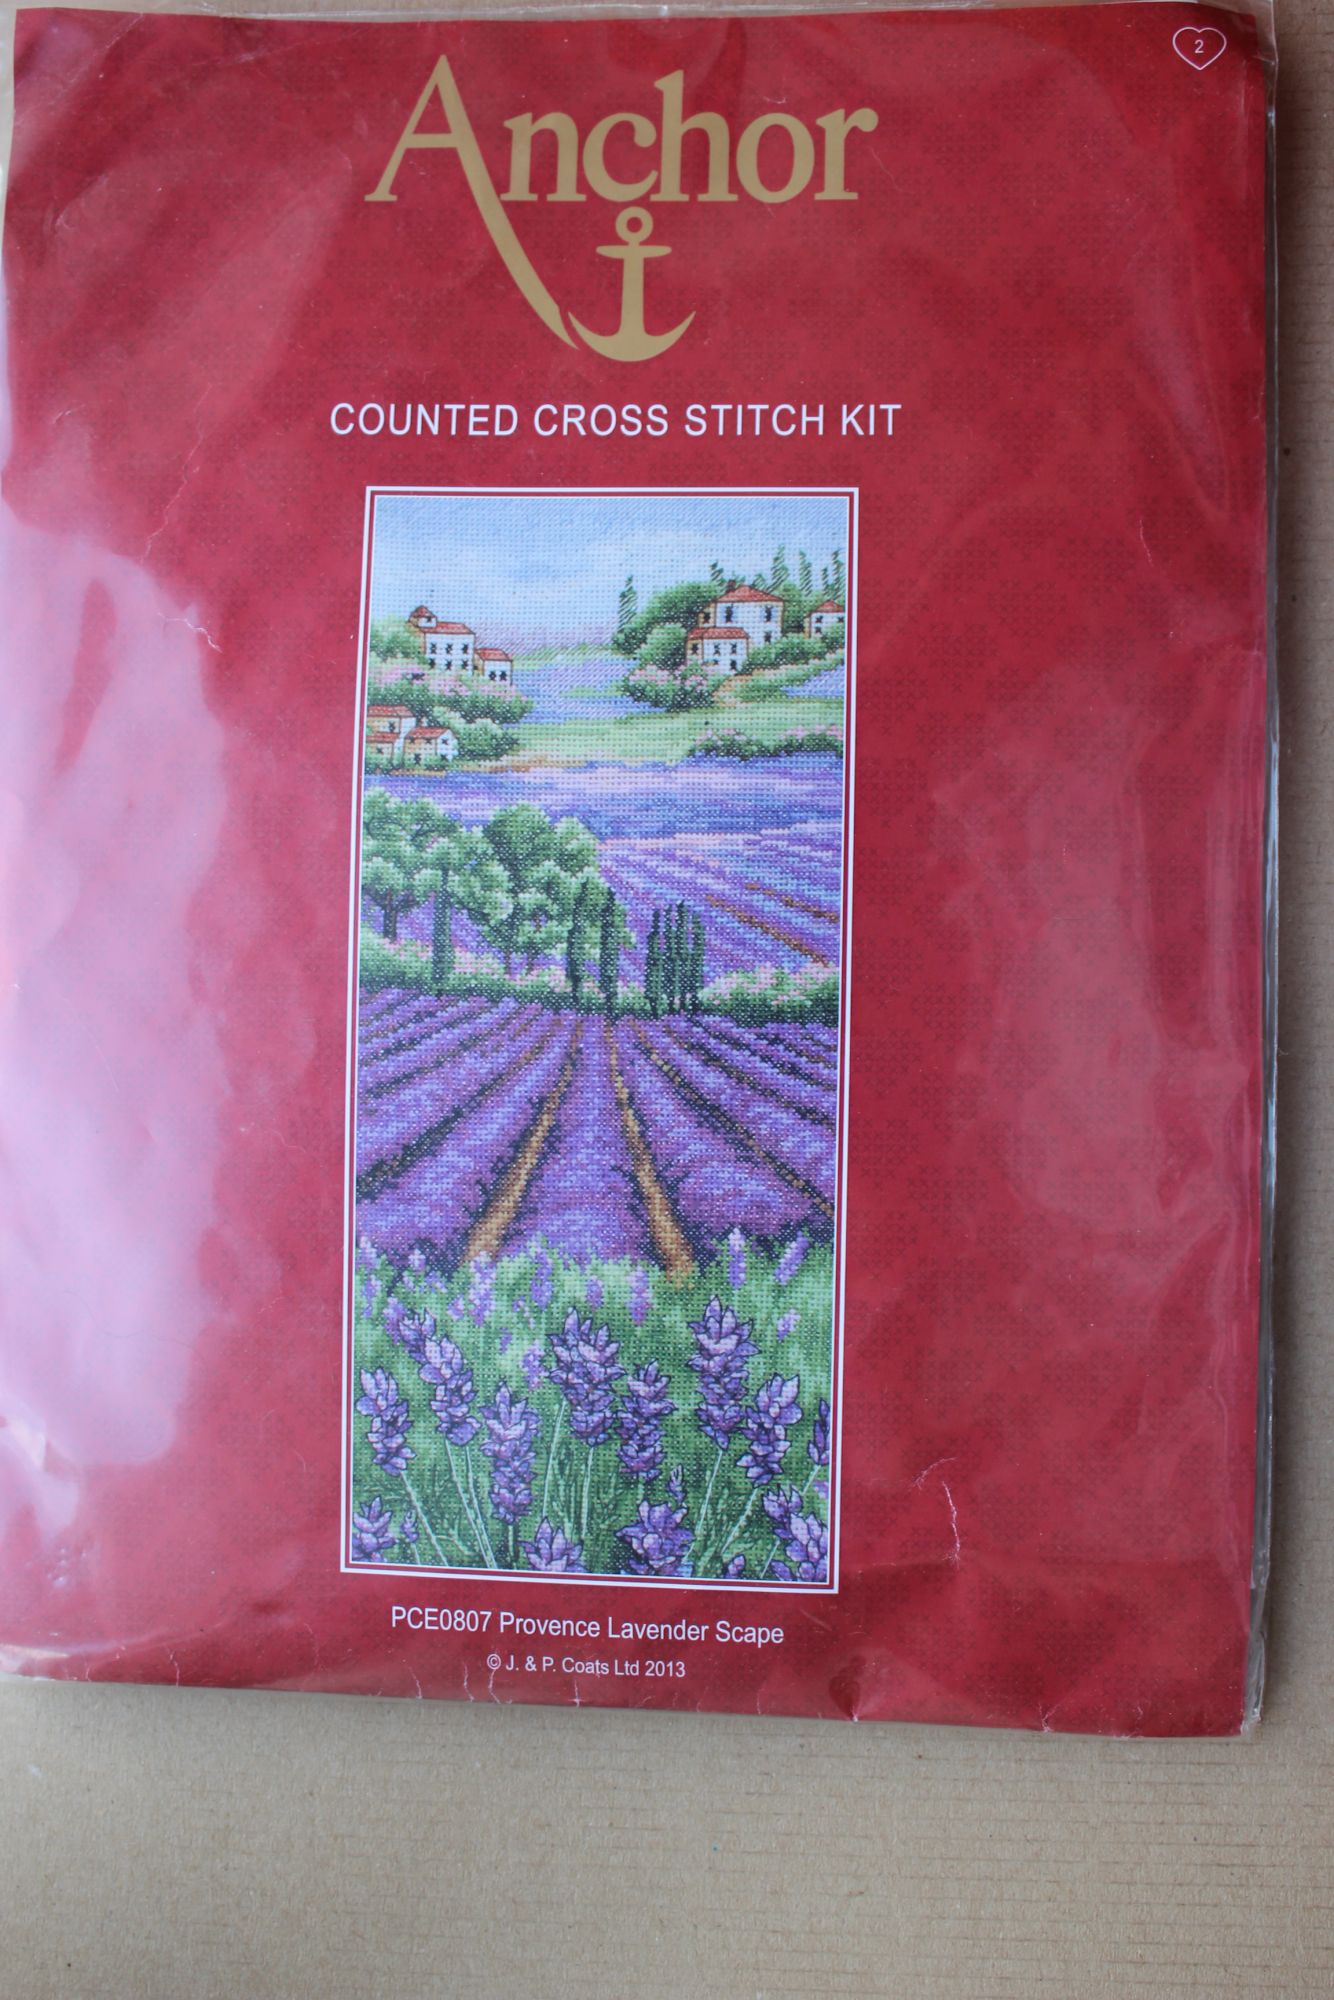 2
Anchor
COUNTED CROSS STITCH KIT
PCE0807 Provence Lavender Scape
© J. & P. Coats Ltd 2013